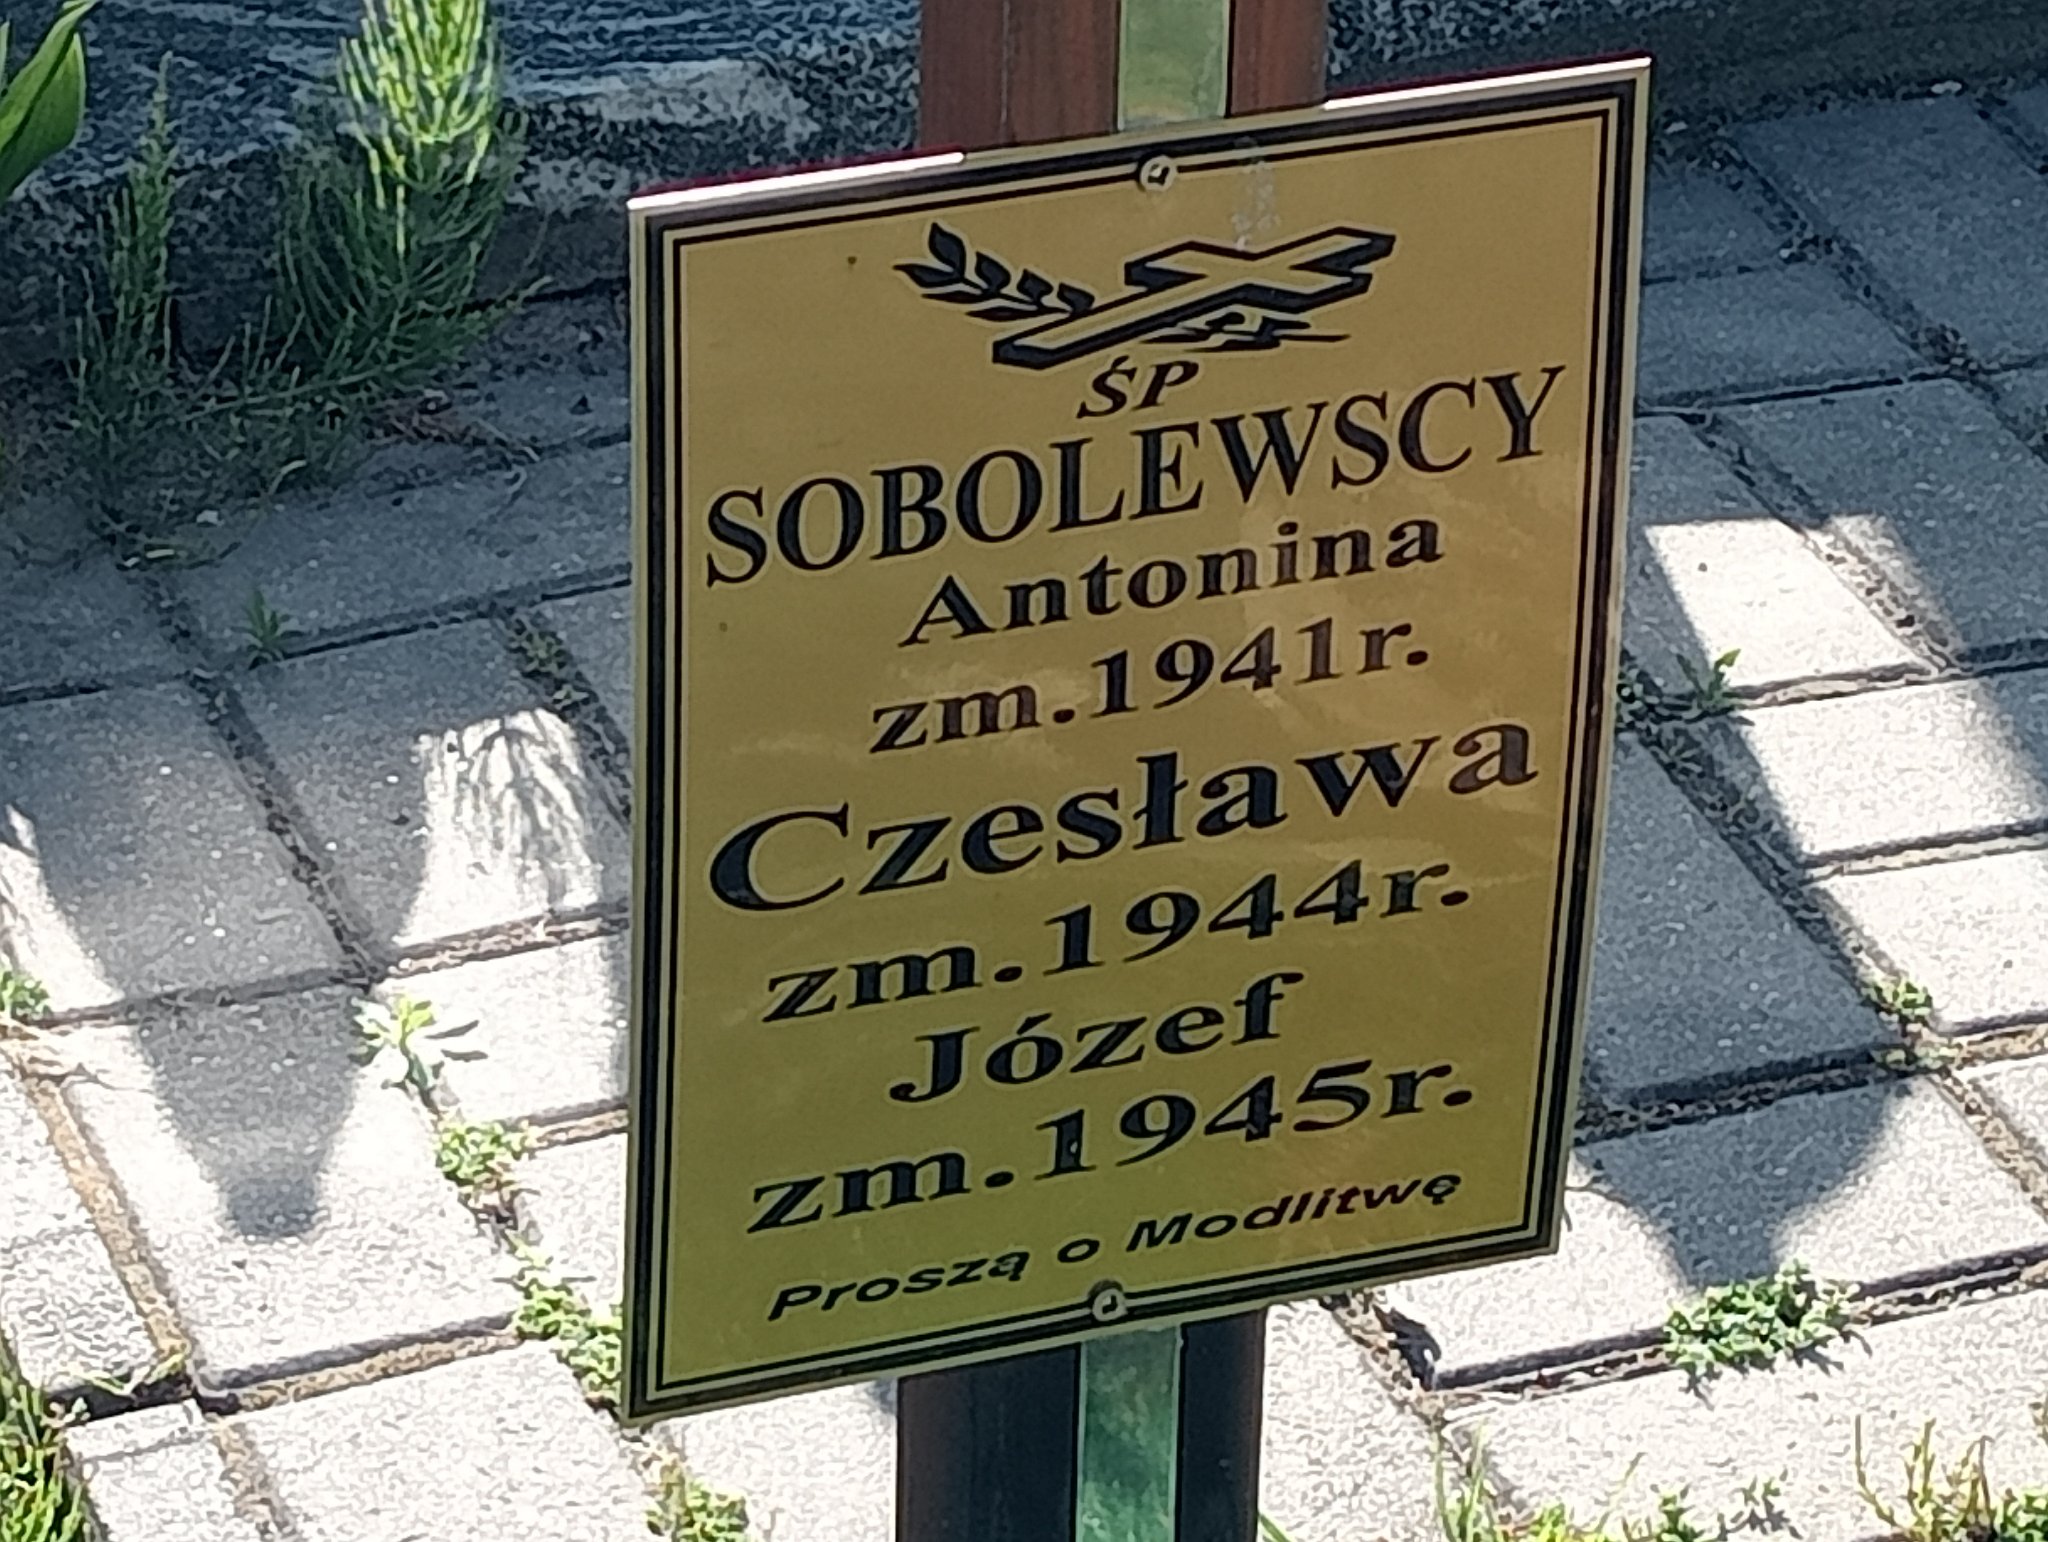 ŚP
SOBOLEWSCY
Antonina
zm.1941r.
Czesława
zm.1944r.
Józef
zm.1945r.
Proszą o Modlitwę